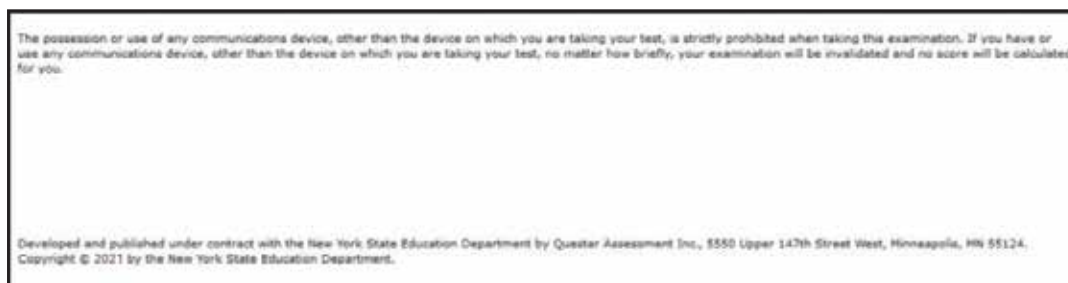 The possession or use of any communications device, other than the device on which you are taking your test, is strictly prohibited when taking this examination. If you have or
use any communications device, other than the device on which you are taking your test, no matter how briefly, your examination will be invalidated and no score will be calculated
for you.
Developed and published under contract with the New York State Education Department by Questar Assessment Inc., 5550 Upper 147th Street West, Minneapolis, MN 55124.
Copyright © 2021 by the New York State Education Department.